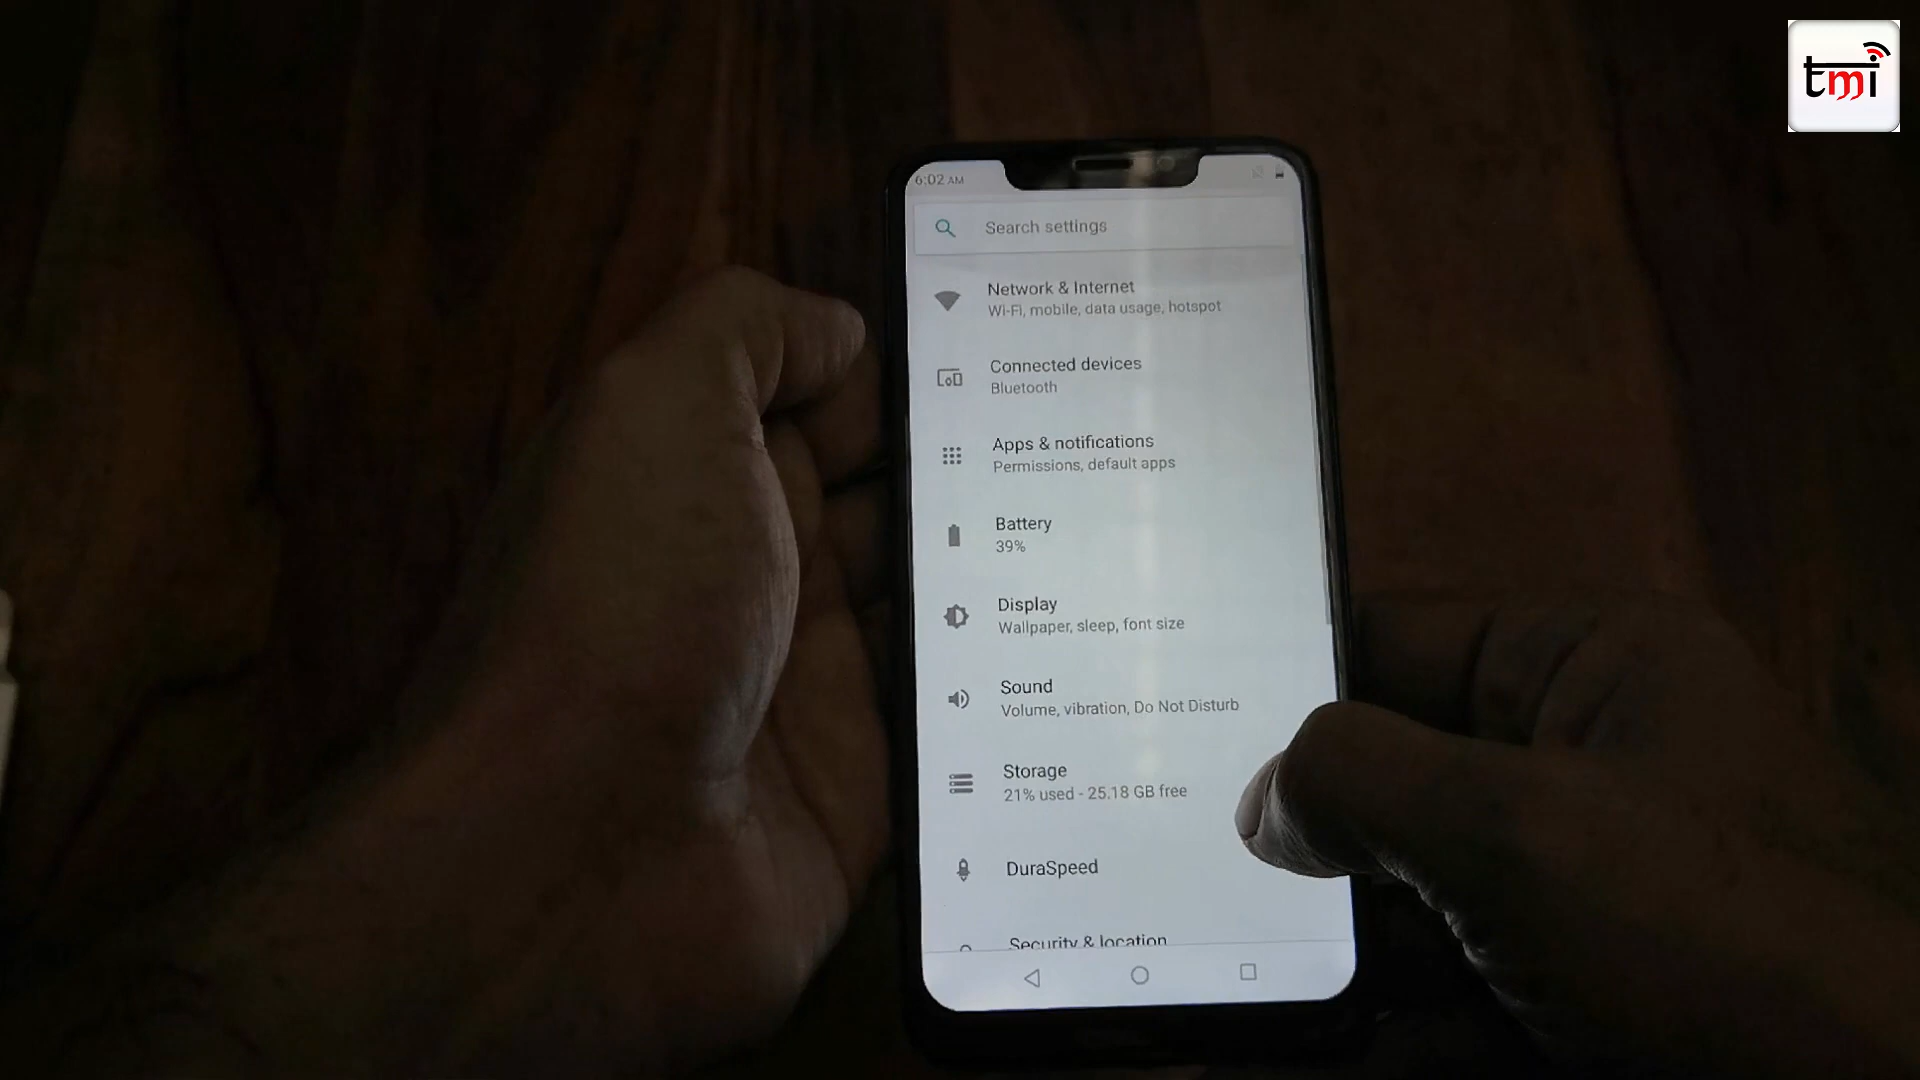 tmi
6:02 AM
Search settings
Network & Internet
Wi-Fi, mobile, data usage, hotspot
Connected devices
Bluetooth
Apps & notifications
Permissions, default apps
Battery
39%
Display
Wallpaper, sleep, font size
Sound
Volume, vibration, Do Not Disturb
Storage
21% used - 25.18 GB free
DuraSpeed
Security & location